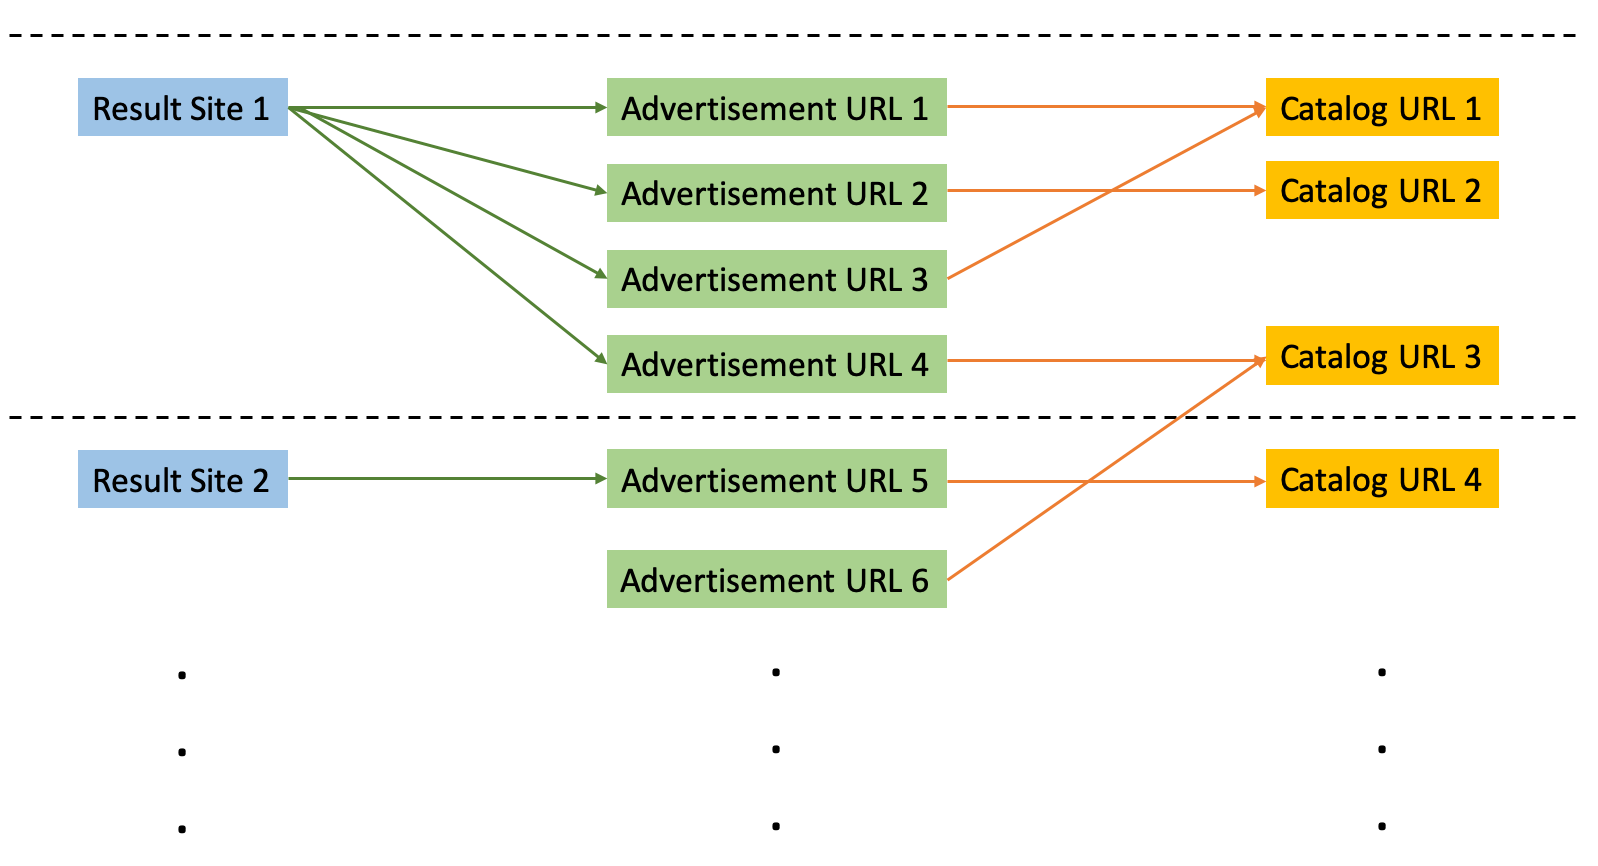 Result Site 1
Advertisement URL 1
Catalog URL 1
Advertisement URL 2
Catalog URL 2
Advertisement URL 3
Advertisement URL 4
Catalog URL 3
Result Site 2
Advertisement URL 5
Catalog URL 4
Advertisement URL 6